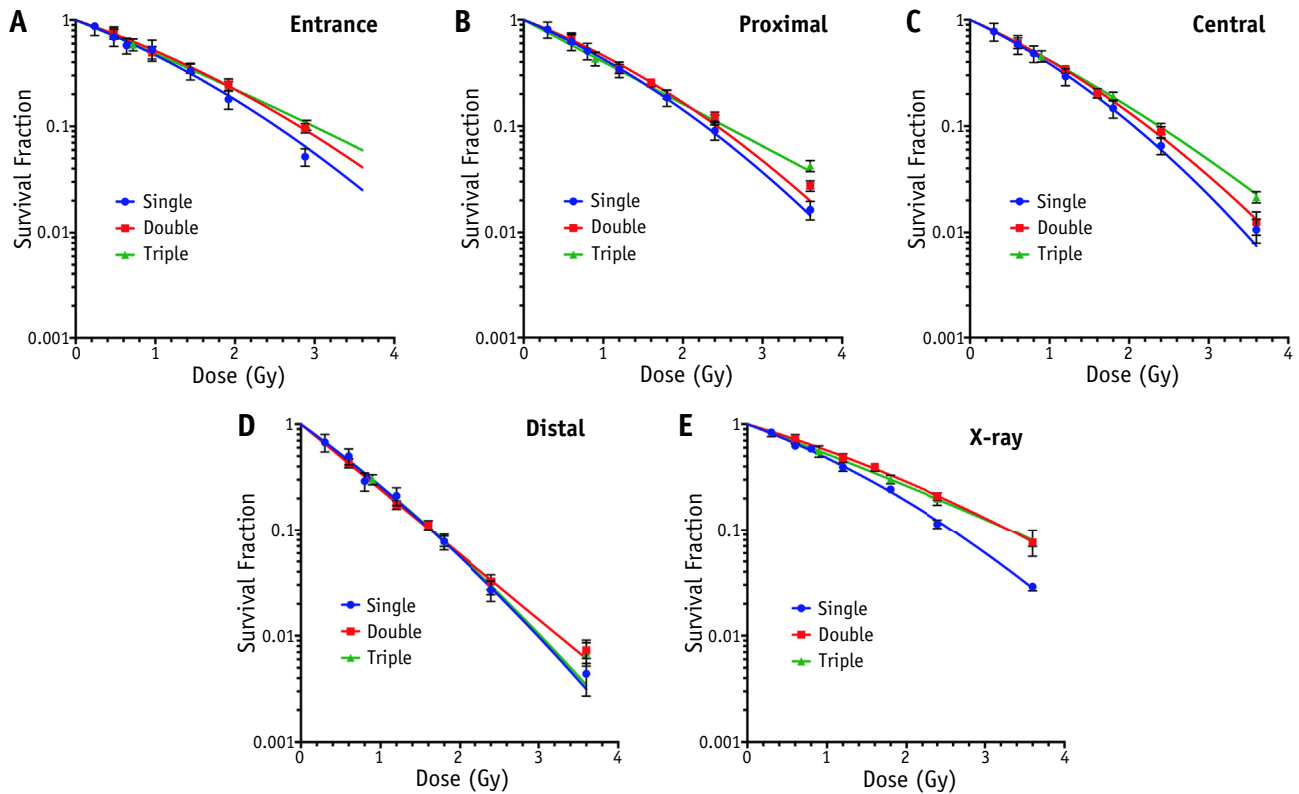 A
Entrance
Survival Fraction
1
0.1
0.01
0.001
Single
Double
Triple
0 1 2 3 4
Dose (Gy)
B
Proximal
Survival Fraction
1
0.1
0.01
0.001
Single
Double
Triple
0 1 2 3 4
Dose (Gy)
C
Central
Survival Fraction
1
0.1
0.01
0.001
Single
Double
Triple
0 1 2 3 4
Dose (Gy)
D
Distal
Survival Fraction
1
0.1
0.01
0.001
Single
Double
Triple
0 1 2 3 4
Dose (Gy)
E
X-ray
Survival Fraction
1
0.1
0.01
0.001
Single
Double
Triple
0 1 2 3 4
Dose (Gy)